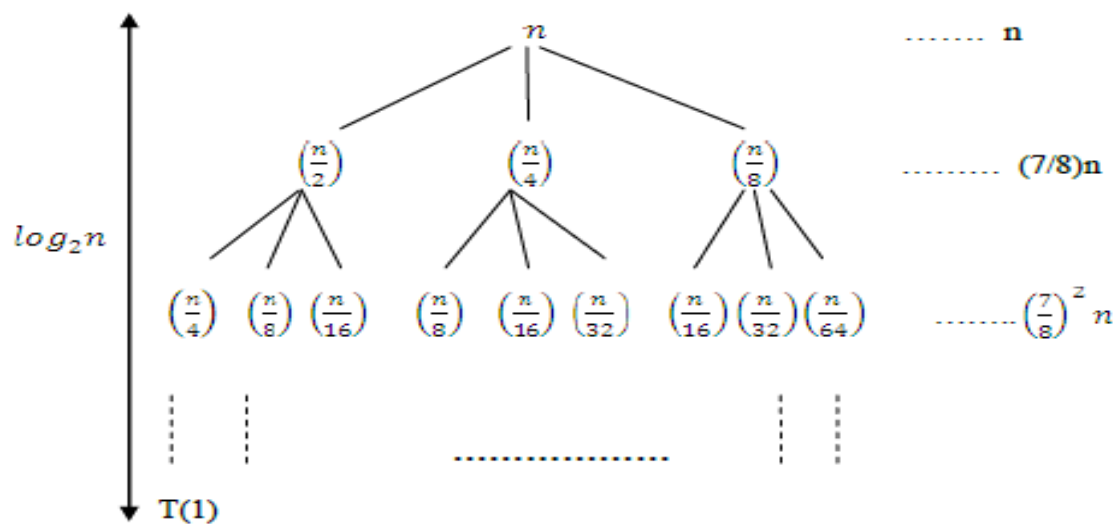 n ........ n
(n/2) (n/4) (n/8) ......... (7/8)n
log₂n
(n/4) (n/8) (n/16) (n/8) (n/16) (n/32) (n/16) (n/32) (n/64) ........(7/8)² n
T(1)